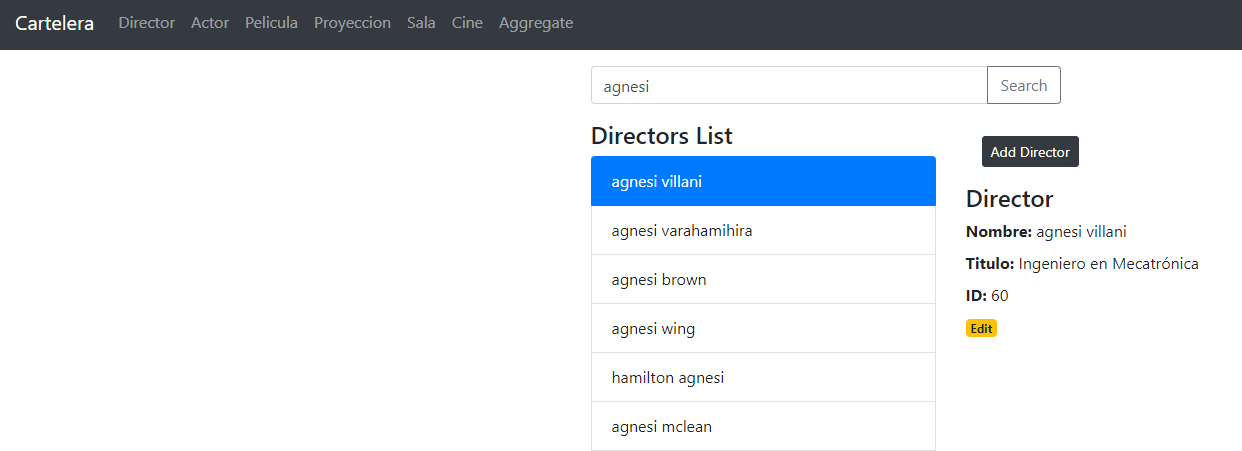 Cartelera Director Actor Pelicula Proyeccion Sala Cine Aggregate
agnesi Search
Directors List
agnesi villani
agnesi varahamihira
agnesi brown
agnesi wing
hamilton agnesi
agnesi mclean
Add Director
Director
Nombre: agnesi villani
Titulo: Ingeniero en Mecatrónica
ID: 60
Edit